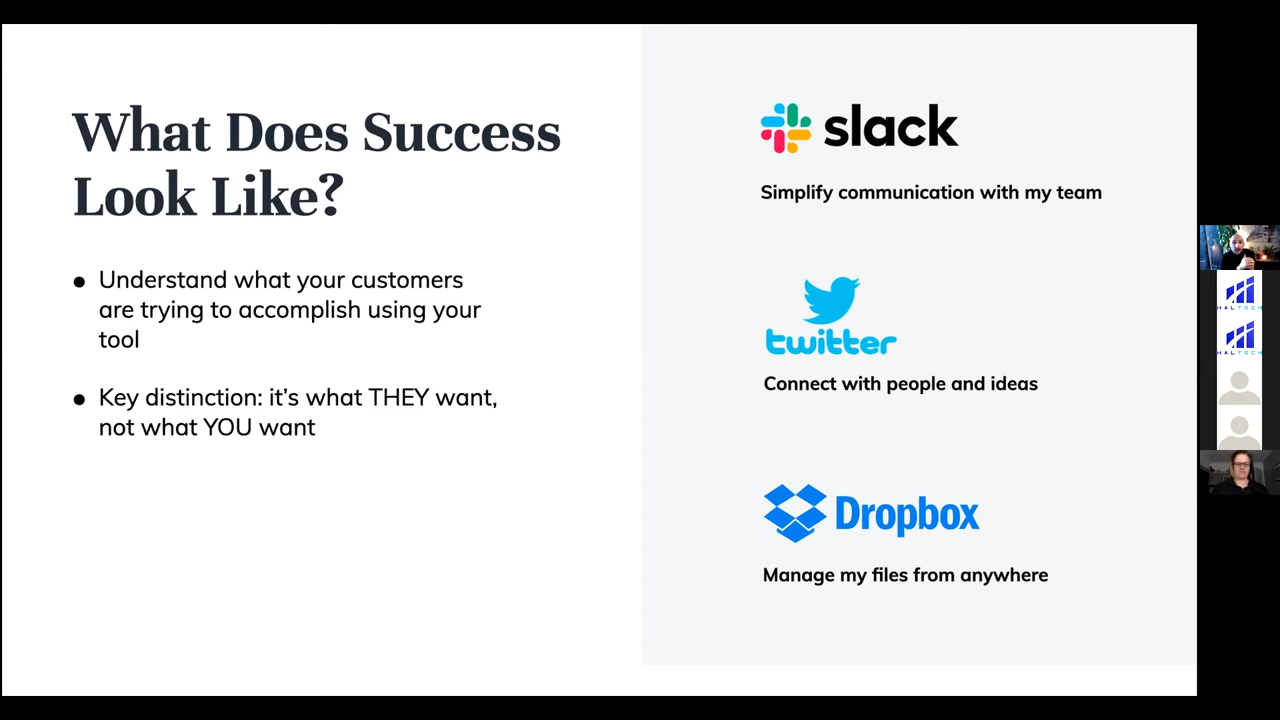 What Does Success
Look Like?
● Understand what your customers
are trying to accomplish using your
tool
● Key distinction: it’s what THEY want,
not what YOU want
slack
Simplify communication with my team
twitter
Connect with people and ideas
Dropbox
Manage my files from anywhere
HALTECH
HALTECH